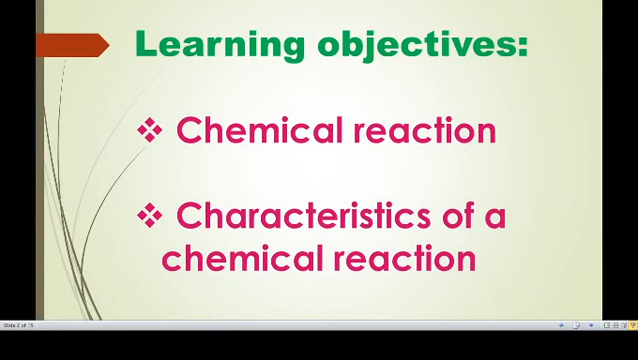 Learning objectives:
❖ Chemical reaction
❖ Characteristics of a
chemical reaction
Slide 2 of 15